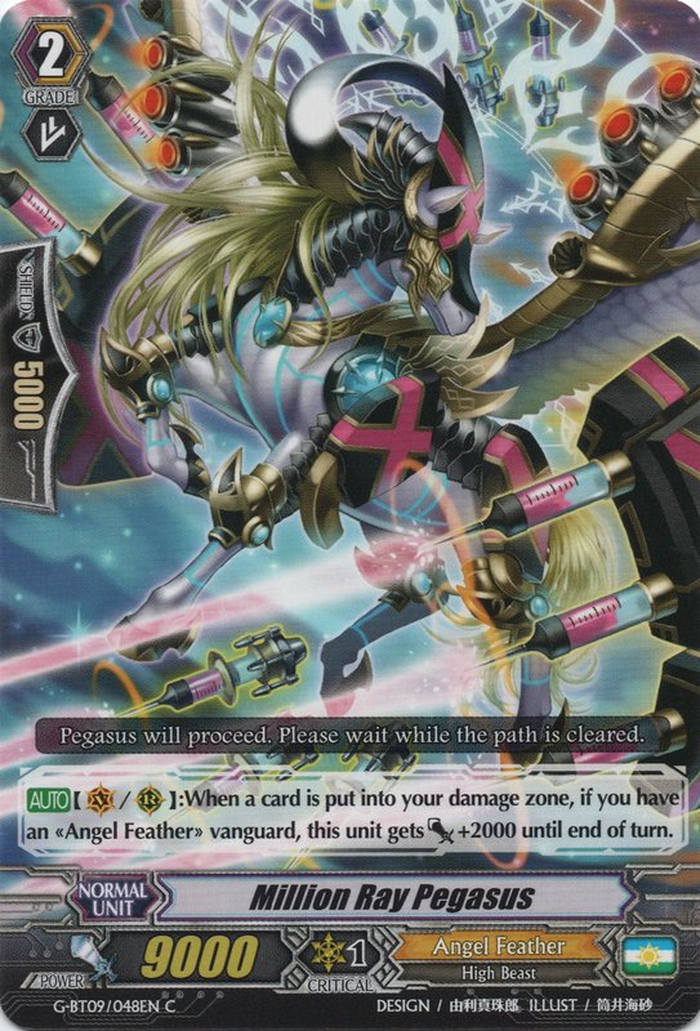 2
GRADE
SHIELD
5000
Pegasus will proceed. Please wait while the path is cleared.
AUTO【V/R】:When a card is put into your damage zone, if you have
an «Angel Feather» vanguard, this unit gets +2000 until end of turn.
NORMAL
UNIT
Million Ray Pegasus
POWER
9000
1
CRITICAL
Angel Feather
High Beast
G-BT09/048EN C
DESIGN / 由利真珠郎 ILLUST / 筒井海砂